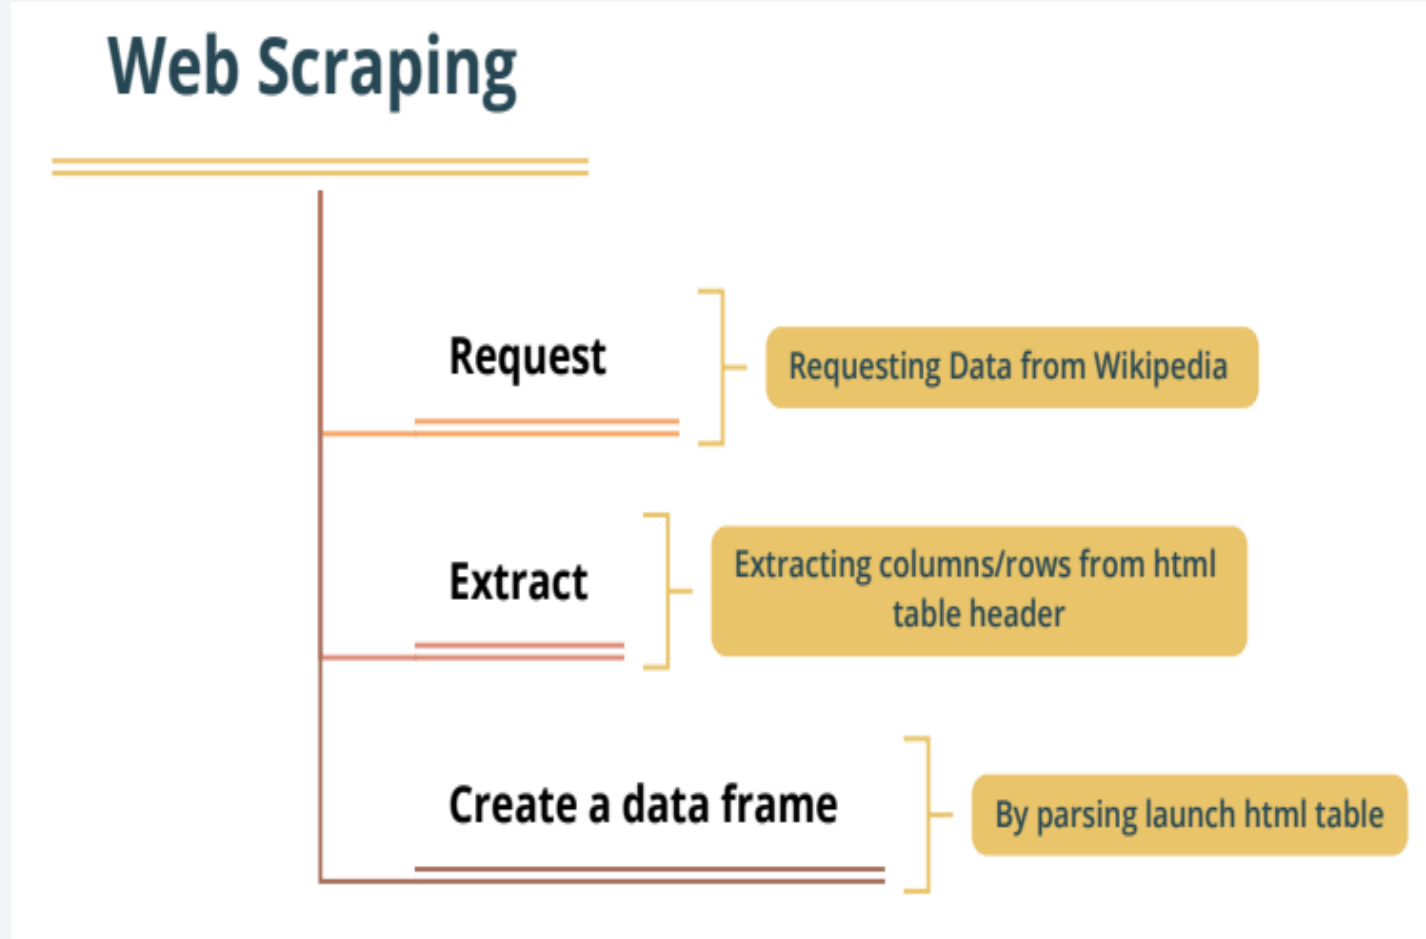 Web Scraping
Request
Requesting Data from Wikipedia
Extract
Extracting columns/rows from html
table header
Create a data frame
By parsing launch html table